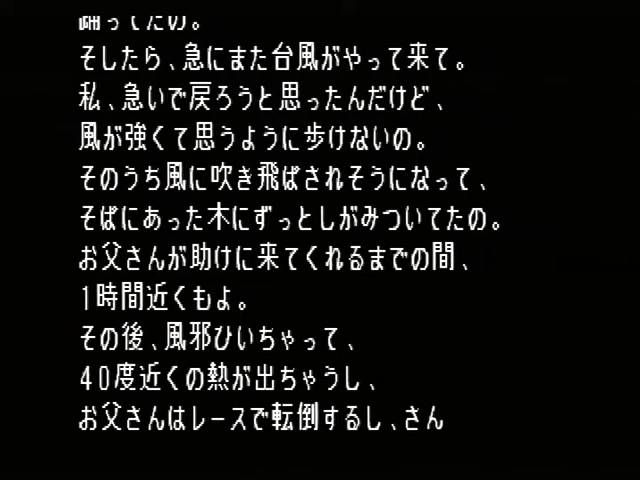 踊ってたの。
そしたら、急にまた台風がやって来て。
私、急いで戻ろうと思ったんだけど、
風が強くて思うように歩けないの。
そのうち風に吹き飛ばされそうになって、
そばにあった木にずっとしがみついてたの。
お父さんが助けに来てくれるまでの間、
1時間近くもよ。
その後、風邪ひいちゃって、
40度近くの熱が出ちゃうし、
お父さんはレースで転倒するし、さん